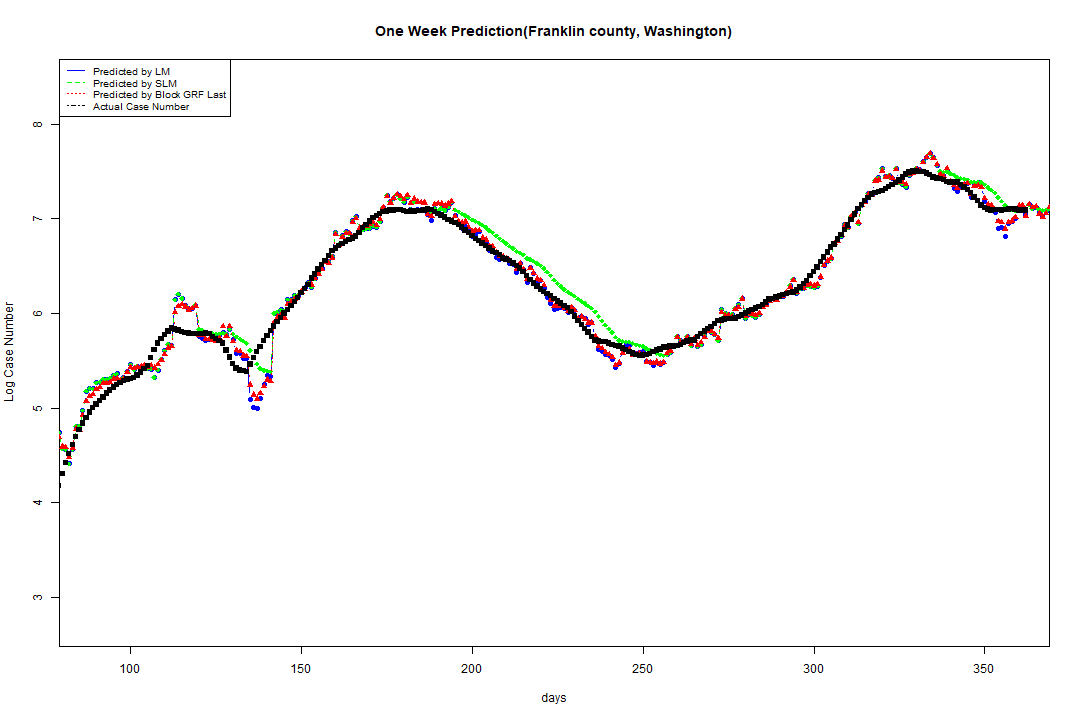 One Week Prediction(Franklin county, Washington)
Predicted by LM
Predicted by SLM
Predicted by Block GRF Last
Actual Case Number
8
7
6
5
4
3
Log Case Number
100 150 200 250 300 350
days